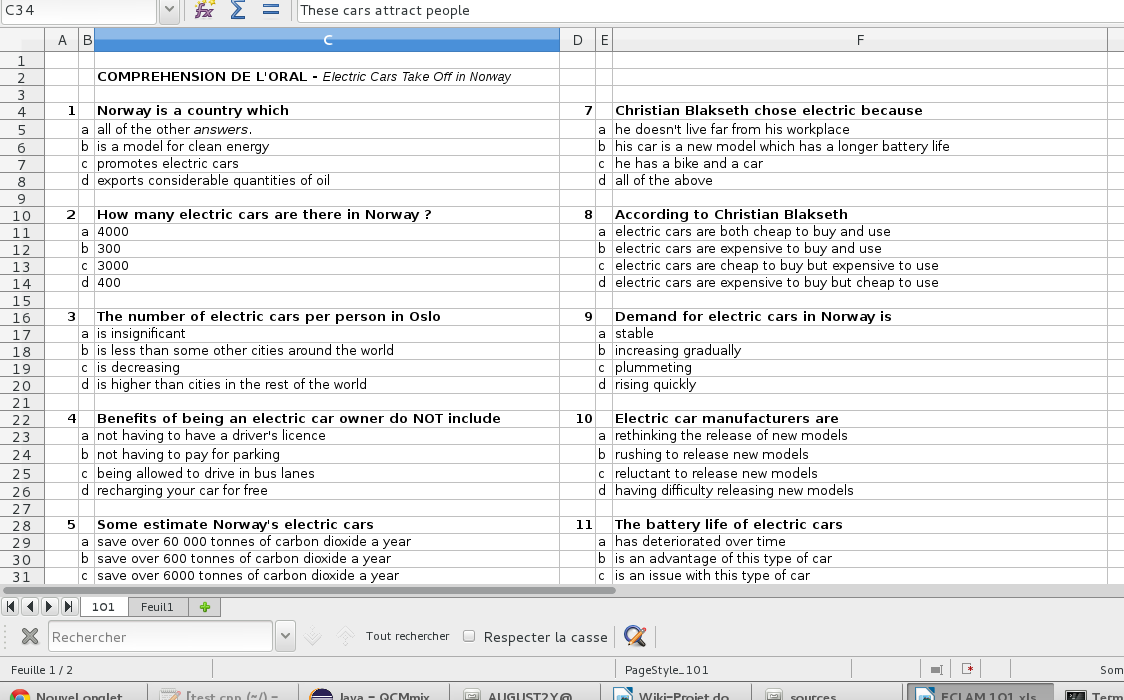 C34 These cars attract people
A B C D E F
1
2 COMPREHENSION DE L'ORAL - Electric Cars Take Off in Norway
3
4 1 Norway is a country which 7 Christian Blakseth chose electric because
5 a all of the other answers. a he doesn't live far from his workplace
6 b is a model for clean energy b his car is a new model which has a longer battery life
7 c promotes electric cars c he has a bike and a car
8 d exports considerable quantities of oil d all of the above
9
10 2 How many electric cars are there in Norway ? 8 According to Christian Blakseth
11 a 4000 a electric cars are both cheap to buy and use
12 b 300 b electric cars are expensive to buy and use
13 c 3000 c electric cars are cheap to buy but expensive to use
14 d 400 d electric cars are expensive to buy but cheap to use
15
16 3 The number of electric cars per person in Oslo 9 Demand for electric cars in Norway is
17 a is insignificant a stable
18 b is less than some other cities around the world b increasing gradually
19 c is decreasing c plummeting
20 d is higher than cities in the rest of the world d rising quickly
21
22 4 Benefits of being an electric car owner do NOT include 10 Electric car manufacturers are
23 a not having to have a driver's licence a rethinking the release of new models
24 b not having to pay for parking b rushing to release new models
25 c being allowed to drive in bus lanes c reluctant to release new models
26 d recharging your car for free d having difficulty releasing new models
27
28 5 Some estimate Norway's electric cars 11 The battery life of electric cars
29 a save over 60 000 tonnes of carbon dioxide a year a has deteriorated over time
30 b save over 600 tonnes of carbon dioxide a year b is an advantage of this type of car
31 c save over 6000 tonnes of carbon dioxide a year c is an issue with this type of car
101 Feuil1
Rechercher Tout rechercher Respecter la casse
Feuille 1 / 2 PageStyle_101 Som
Nouvel onglet [test.cpp (~/) – Java – QCMmix AUGUST2Y@ Wiki=Projet.do sources ECLAM 101.xls Term